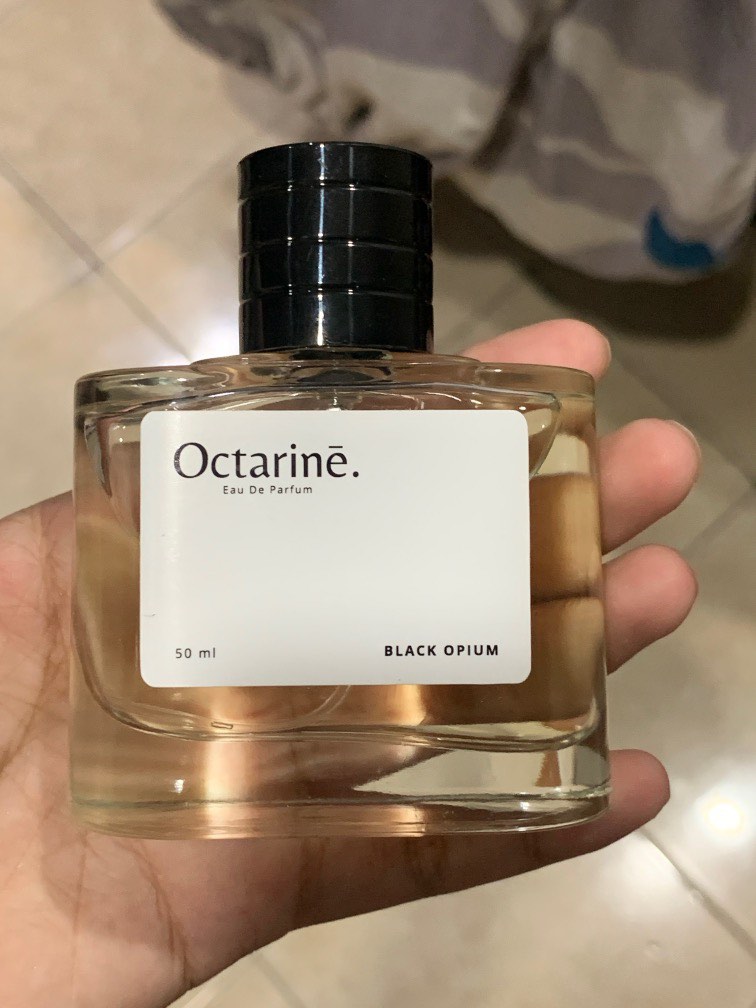 Octarinē.
Eau De Parfum
50 ml
BLACK OPIUM